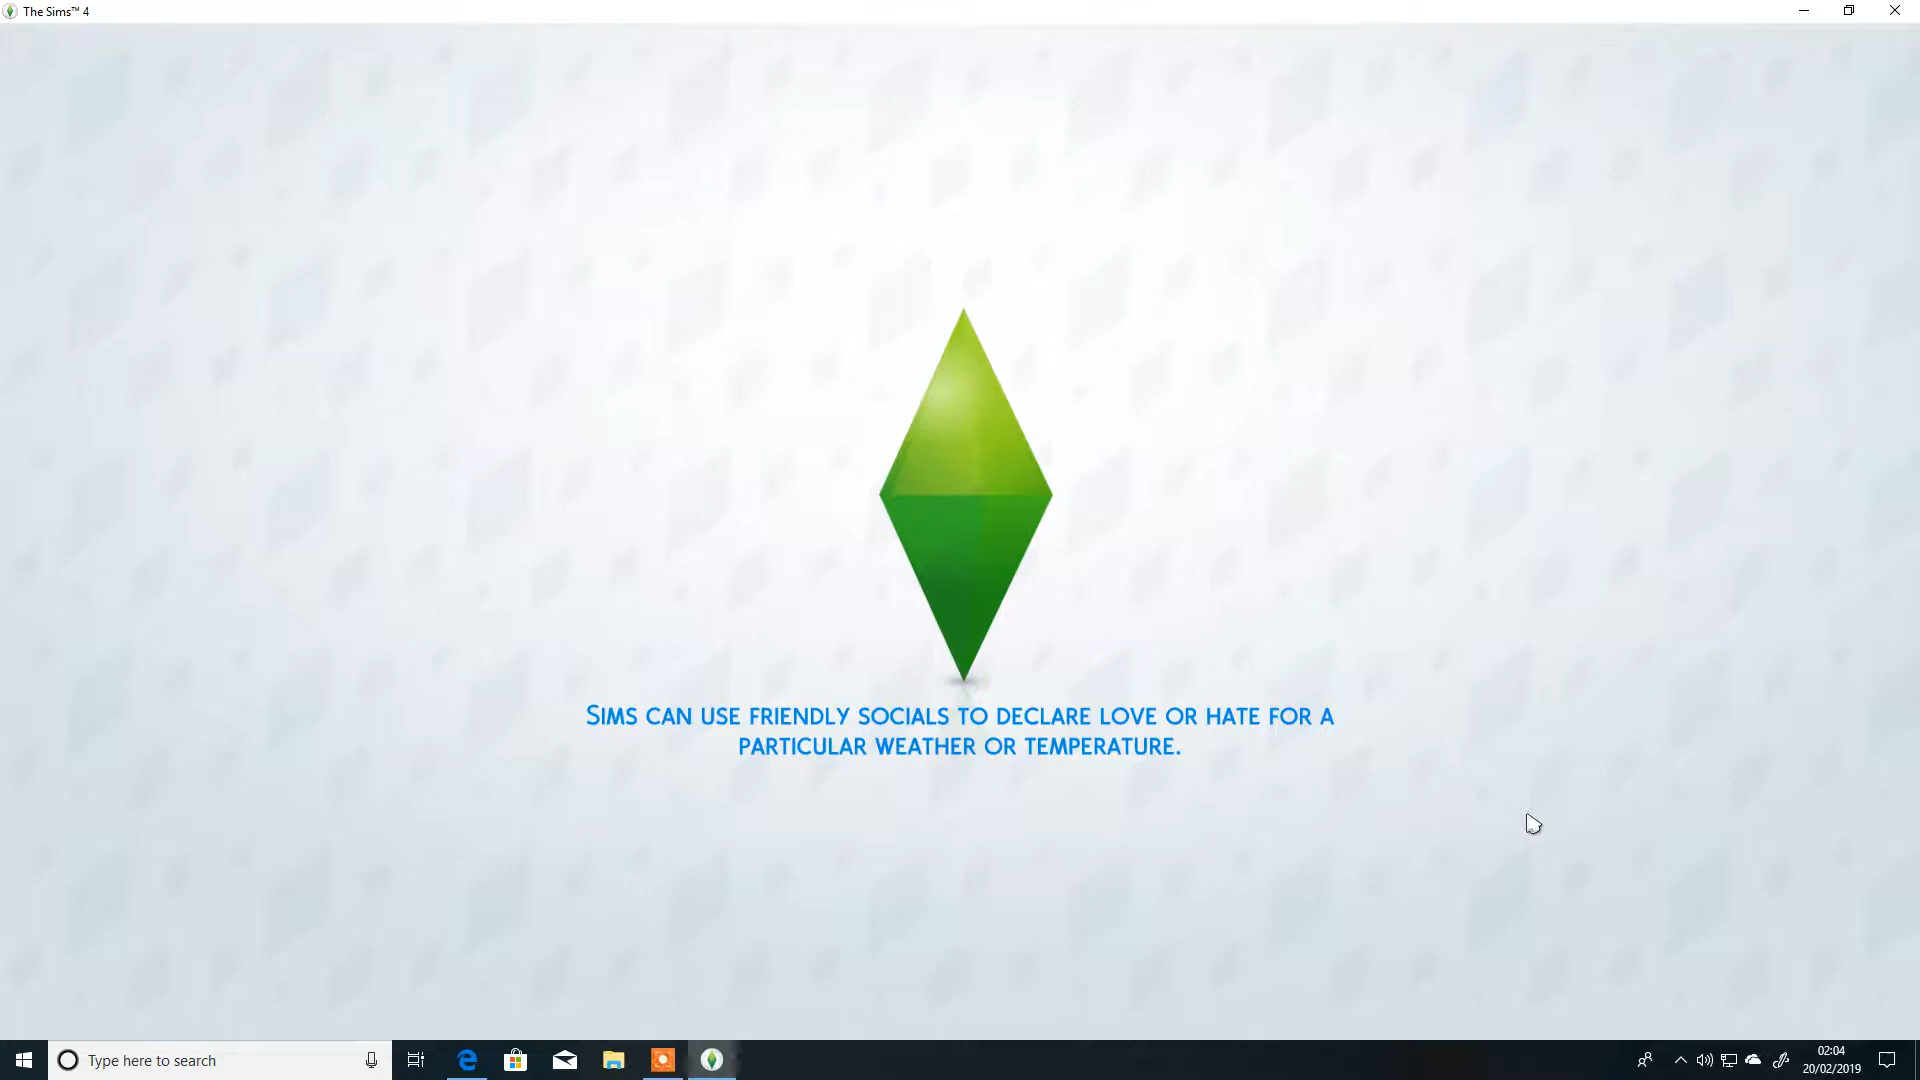 The Sims™ 4
Sims can use friendly socials to declare love or hate for a
particular weather or temperature.
Type here to search
02:04
20/02/2019